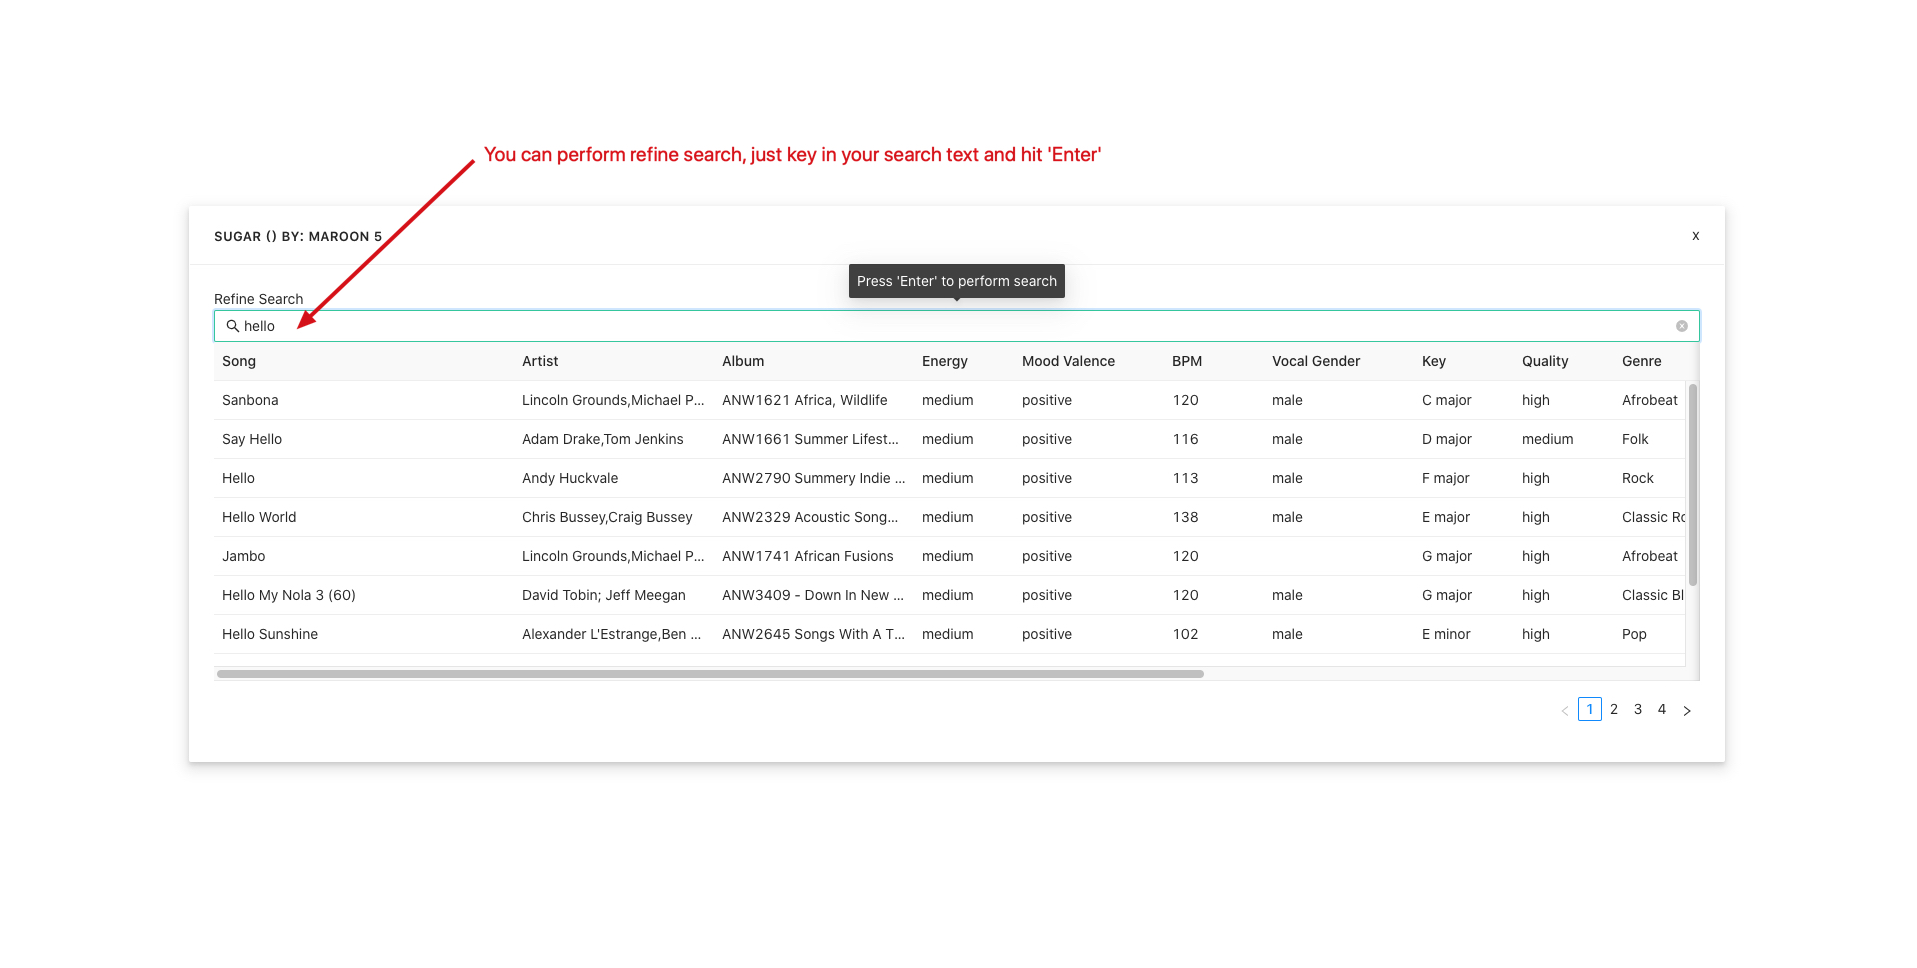 You can perform refine search, just key in your search text and hit 'Enter'
SUGAR () BY: MAROON 5 x
Press 'Enter' to perform search
Refine Search
hello
Song Artist Album Energy Mood Valence BPM Vocal Gender Key Quality Genre
Sanbona Lincoln Grounds,Michael P... ANW1621 Africa, Wildlife medium positive 120 male C major high Afrobeat
Say Hello Adam Drake,Tom Jenkins ANW1661 Summer Lifest... medium positive 116 male D major medium Folk
Hello Andy Huckvale ANW2790 Summery Indie ... medium positive 113 male F major high Rock
Hello World Chris Bussey,Craig Bussey ANW2329 Acoustic Song... medium positive 138 male E major high Classic Ro
Jambo Lincoln Grounds,Michael P... ANW1741 African Fusions medium positive 120 G major high Afrobeat
Hello My Nola 3 (60) David Tobin; Jeff Meegan ANW3409 - Down In New ... medium positive 120 male G major high Classic Bl
Hello Sunshine Alexander L'Estrange,Ben ... ANW2645 Songs With A T... medium positive 102 male E minor high Pop
< 1 2 3 4 >